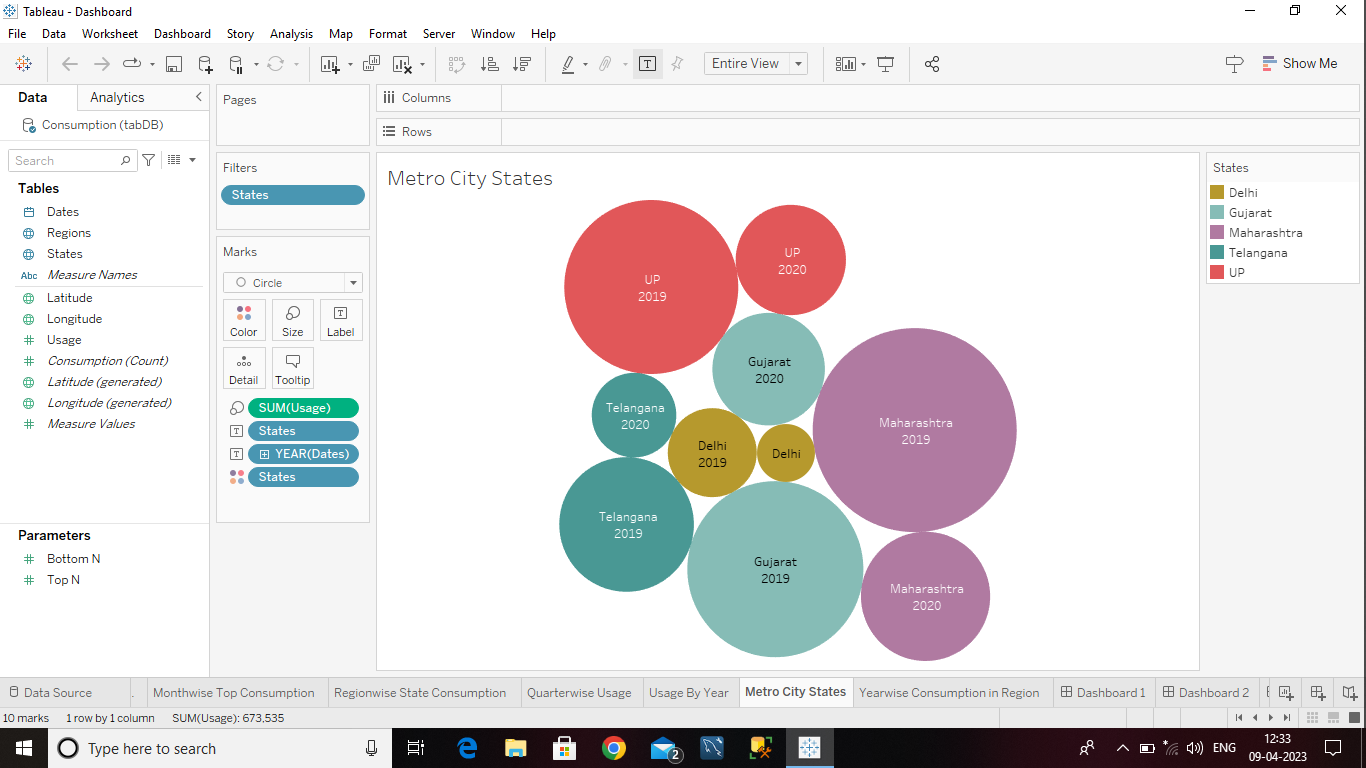 Tableau - Dashboard
File Data Worksheet Dashboard Story Analysis Map Format Server Window Help
Entire View
Show Me
Data Analytics
Consumption (tabDB)
Search
Tables
Dates
Regions
States
Abc Measure Names
Latitude
Longitude
Usage
Consumption (Count)
Latitude (generated)
Longitude (generated)
Measure Values
Parameters
Bottom N
Top N
Pages
Filters
States
Marks
Circle
Color Size Label
Detail Tooltip
SUM(Usage)
States
YEAR(Dates)
States
Columns
Rows
Metro City States
UP
2019
UP
2020
Gujarat
2020
Telangana
2020
Delhi
2019
Delhi
Maharashtra
2019
Telangana
2019
Gujarat
2019
Maharashtra
2020
States
Delhi
Gujarat
Maharashtra
Telangana
UP
Data Source . Monthwise Top Consumption Regionwise State Consumption Quarterwise Usage Usage By Year Metro City States Yearwise Consumption in Region Dashboard 1 Dashboard 2
10 marks 1 row by 1 column SUM(Usage): 673,535
Type here to search
2
ENG
12:33
09-04-2023